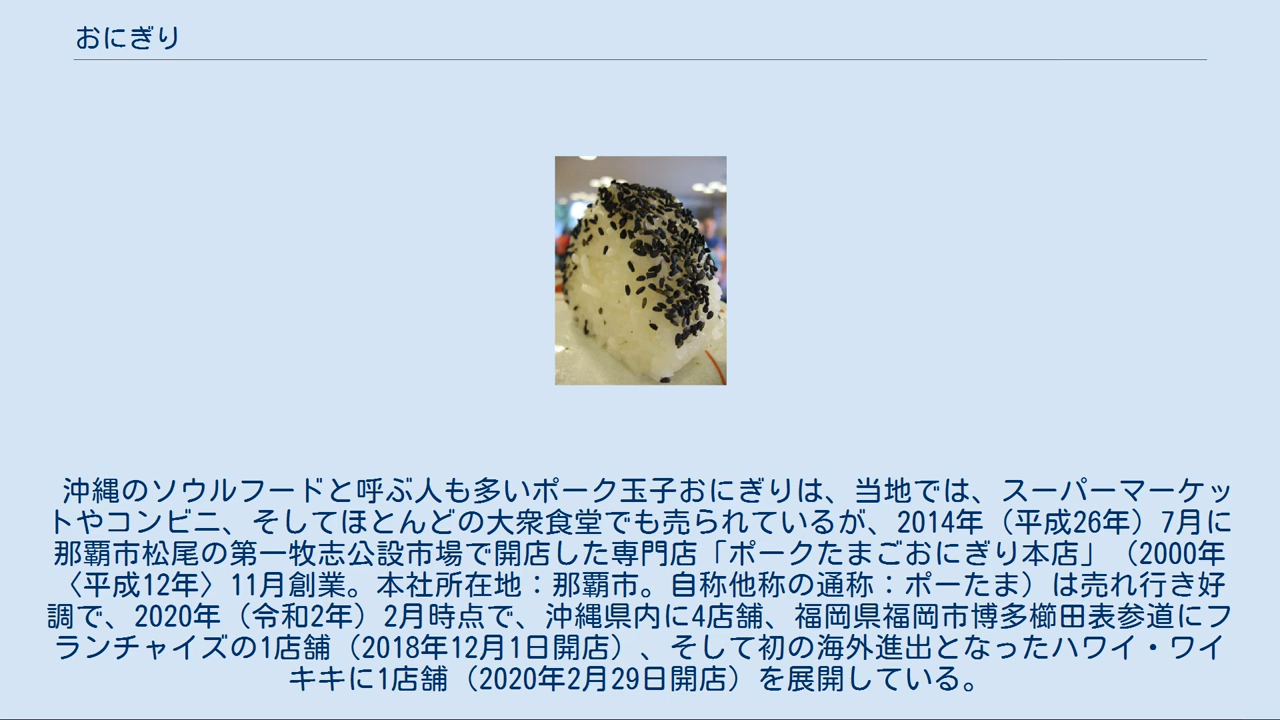 おにぎり
沖縄のソウルフードと呼ぶ人も多いポーク玉子おにぎりは、当地では、スーパーマーケッ
トやコンビニ、そしてほとんどの大衆食堂でも売られているが、2014年（平成26年）7月に
那覇市松尾の第一牧志公設市場で開店した専門店「ポークたまごおにぎり本店」（2000年
〈平成12年〉11月創業。本社所在地：那覇市。自称他称の通称：ポーたま）は売れ行き好
調で、2020年（令和2年）2月時点で、沖縄県内に4店舗、福岡県福岡市博多櫛田表参道にフ
ランチャイズの1店舗（2018年12月1日開店）、そして初の海外進出となったハワイ・ワイ
キキに1店舗（2020年2月29日開店）を展開している。